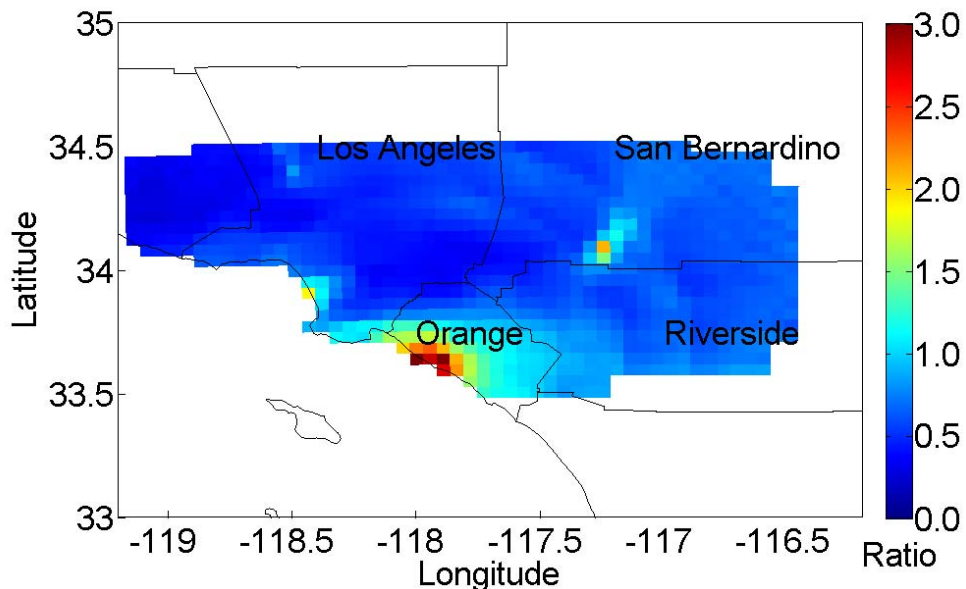 35
3.0
2.5
34.5
Los Angeles
San Bernardino
2.0
Latitude
34
1.5
Orange
Riverside
1.0
33.5
0.5
33
0.0
-119
-118.5
-118
-117.5
-117
-116.5
Ratio
Longitude